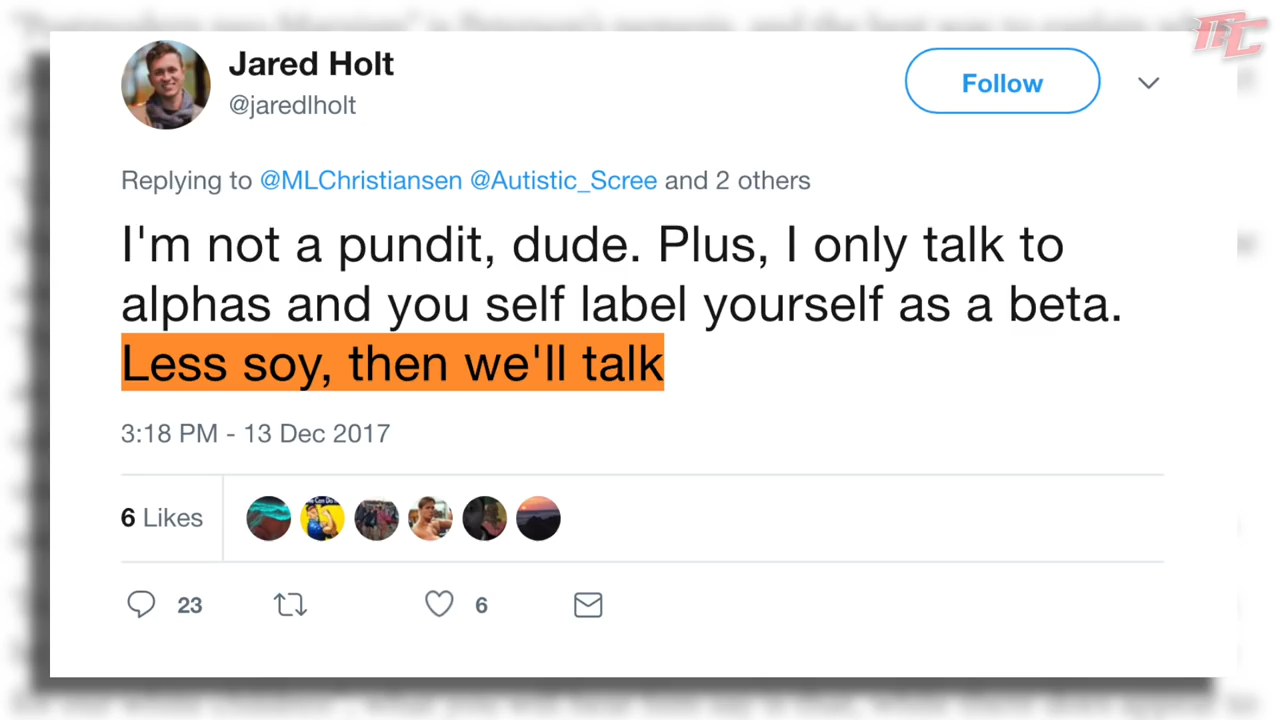 Jared Holt
@jaredlholt
Follow
Replying to @MLChristiansen @Autistic_Scree and 2 others
I'm not a pundit, dude. Plus, I only talk to
alphas and you self label yourself as a beta.
Less soy, then we'll talk
3:18 PM - 13 Dec 2017
6 Likes
23
6